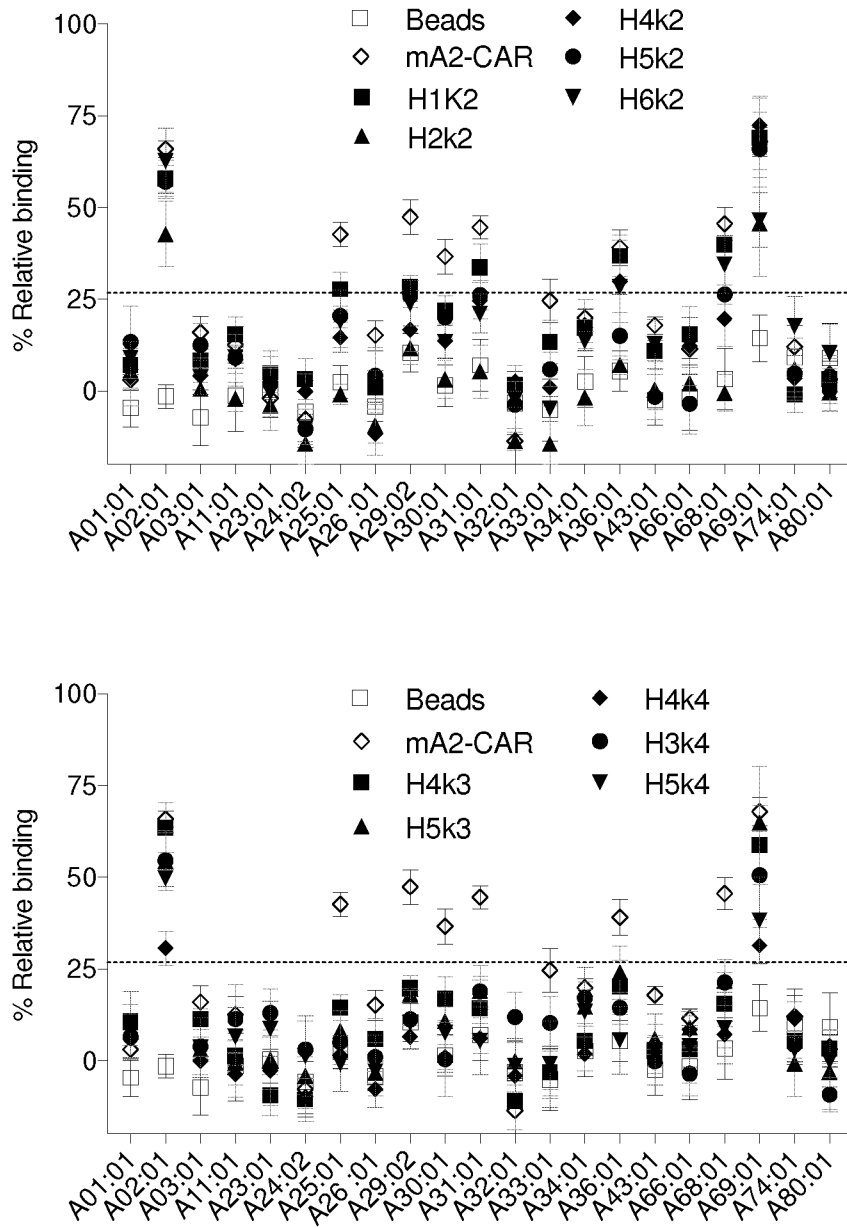 100
75
50
25
0
% Relative binding
Beads
mA2-CAR
H1K2
H2k2
H4k2
H5k2
H6k2
A01:01
A02:01
A03:01
A11:01
A23:01
A24:02
A25:01
A26 :01
A29:02
A30:01
A31:01
A32:01
A33:01
A34:01
A36:01
A43:01
A66:01
A68:01
A69:01
A74:01
A80:01
100
75
50
25
0
% Relative binding
Beads
mA2-CAR
H4k3
H5k3
H4k4
H3k4
H5k4
A01:01
A02:01
A03:01
A11:01
A23:01
A24:02
A25:01
A26 :01
A29:02
A30:01
A31:01
A32:01
A33:01
A34:01
A36:01
A43:01
A66:01
A68:01
A69:01
A74:01
A80:01